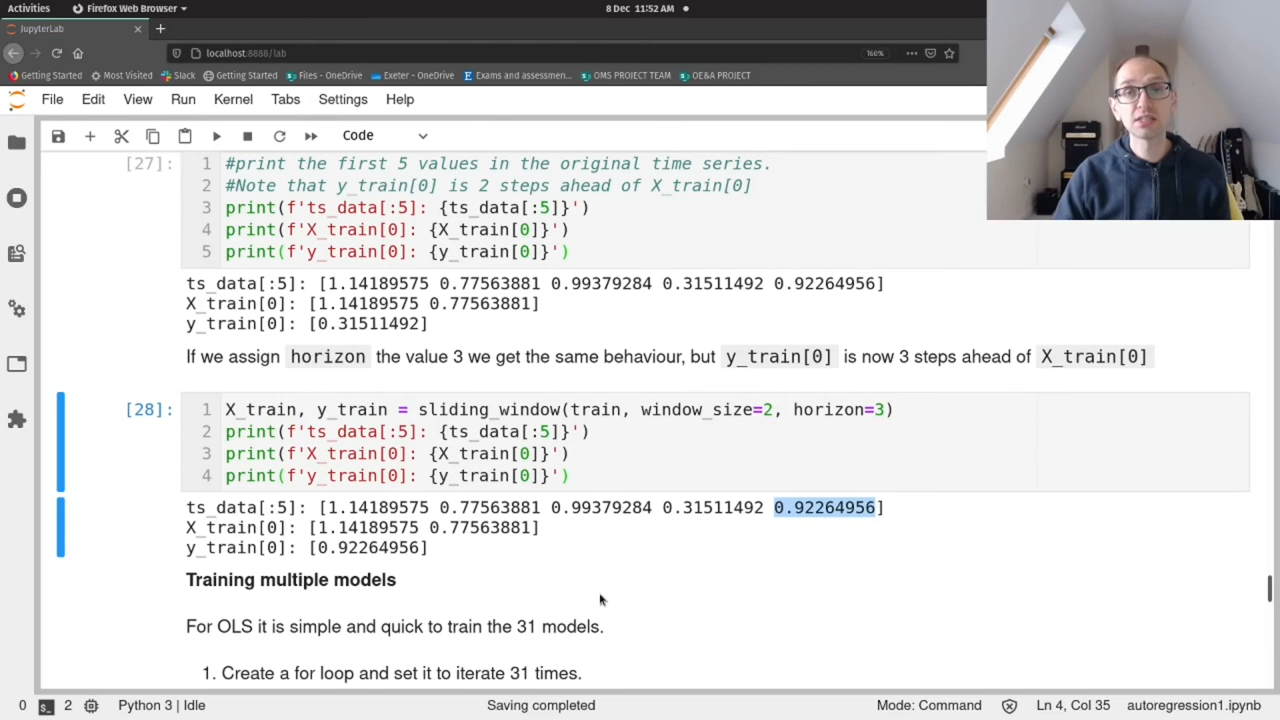 Activities Firefox Web Browser 8 Dec 11:52 AM
JupyterLab
localhost:8888/lab 160%
Getting Started Most Visited Slack Getting Started Files - OneDrive Exeter - OneDrive Exams and assessmen... OMS PROJECT TEAM OE&A PROJECT
File Edit View Run Kernel Tabs Settings Help
Code
[27]: 1 #print the first 5 values in the original time series.
2 #Note that y_train[0] is 2 steps ahead of X_train[0]
3 print(f'ts_data[:5]: {ts_data[:5]}')
4 print(f'X_train[0]: {X_train[0]}')
5 print(f'y_train[0]: {y_train[0]}')
ts_data[:5]: [1.14189575 0.77563881 0.99379284 0.31511492 0.92264956]
X_train[0]: [1.14189575 0.77563881]
y_train[0]: [0.31511492]
If we assign horizon the value 3 we get the same behaviour, but y_train[0] is now 3 steps ahead of X_train[0]
[28]: 1 X_train, y_train = sliding_window(train, window_size=2, horizon=3)
2 print(f'ts_data[:5]: {ts_data[:5]}')
3 print(f'X_train[0]: {X_train[0]}')
4 print(f'y_train[0]: {y_train[0]}')
ts_data[:5]: [1.14189575 0.77563881 0.99379284 0.31511492 0.92264956]
X_train[0]: [1.14189575 0.77563881]
y_train[0]: [0.92264956]
Training multiple models
For OLS it is simple and quick to train the 31 models.
1. Create a for loop and set it to iterate 31 times.
0 2 Python 3 | Idle Saving completed Mode: Command Ln 4, Col 35 autoregression1.ipynb